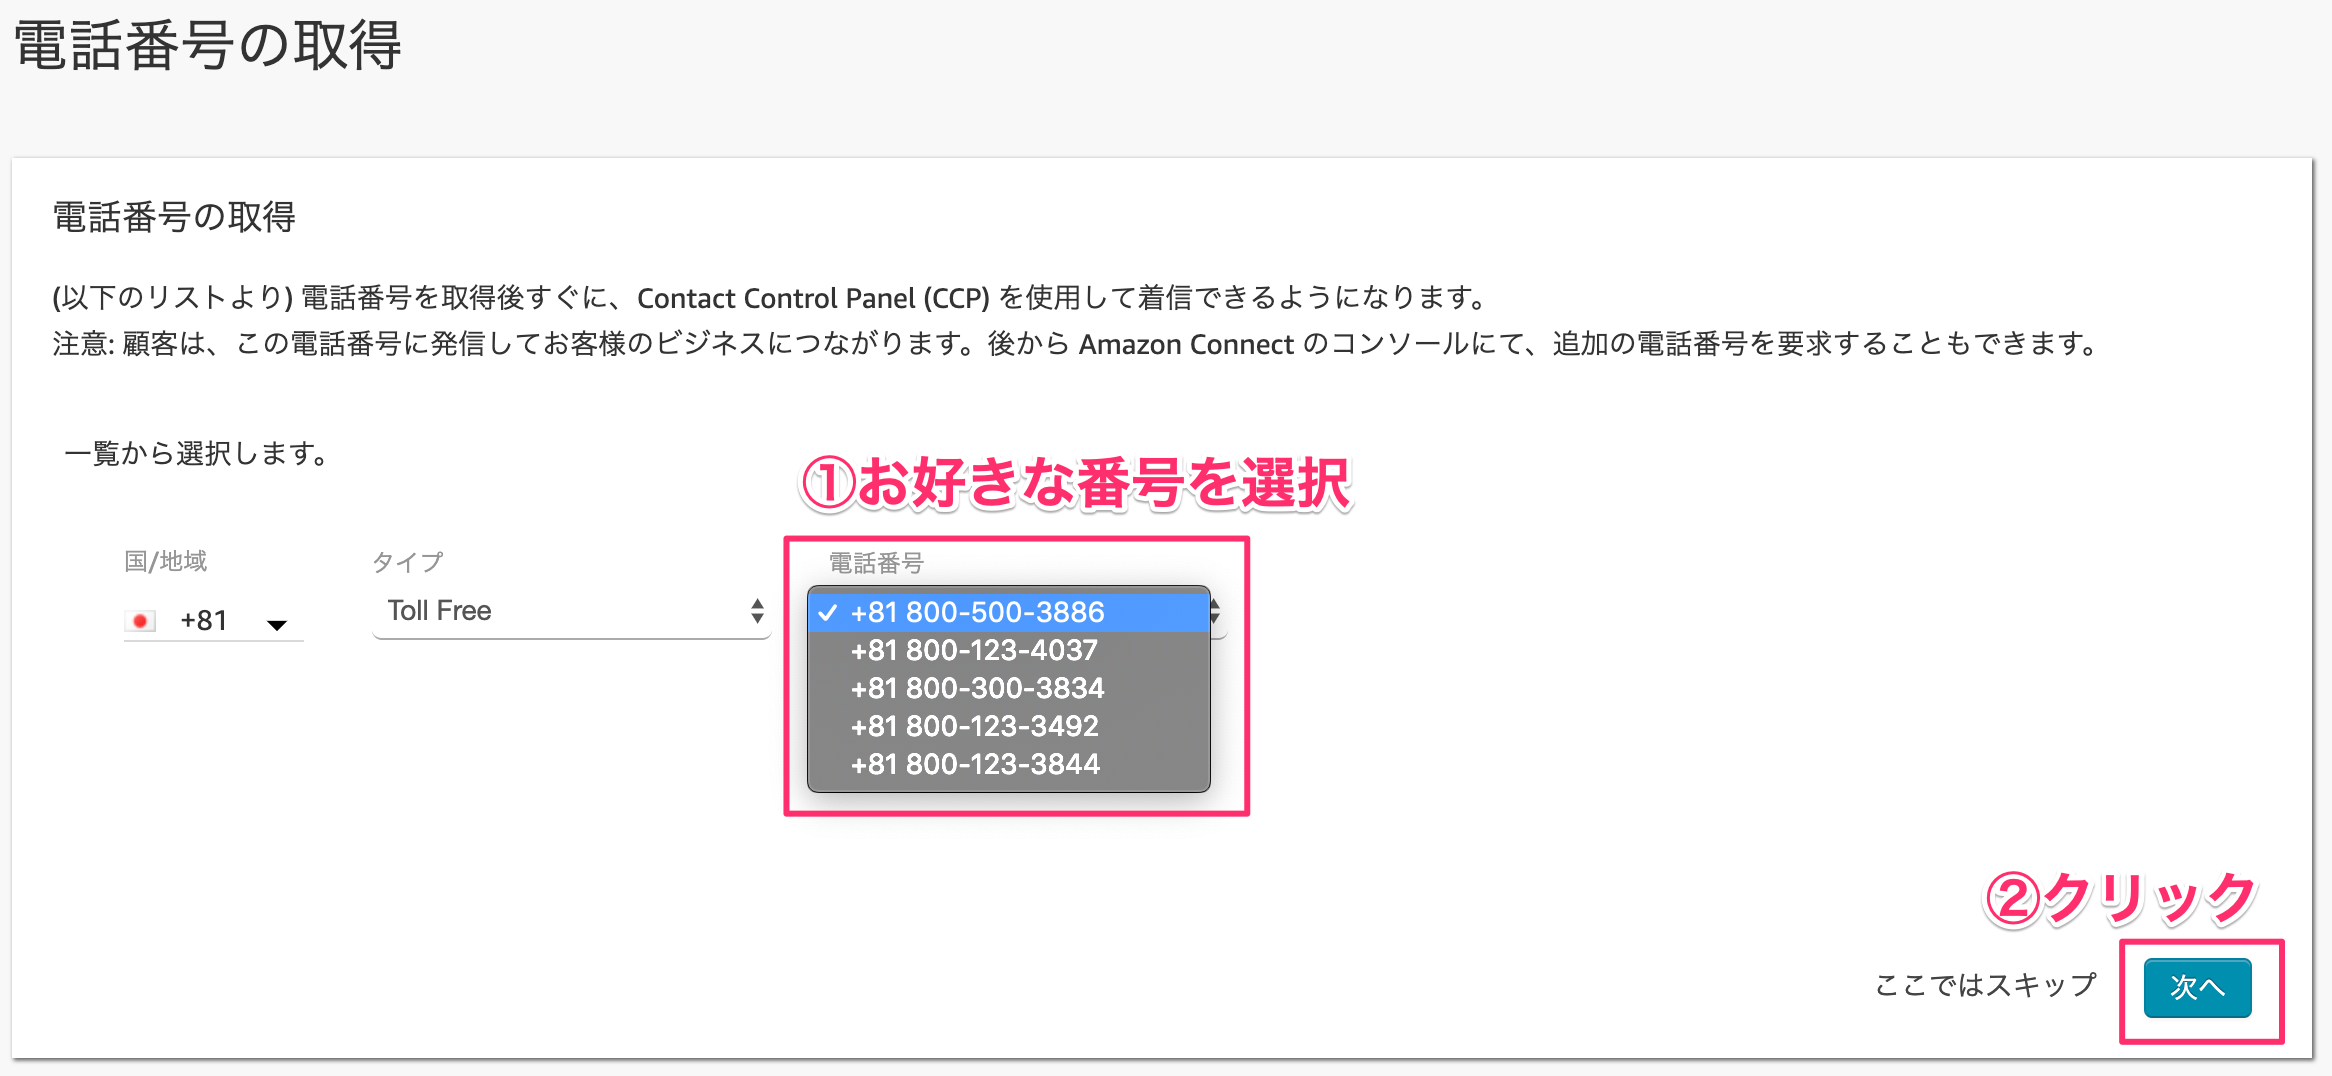 電話番号の取得
電話番号の取得
(以下のリストより) 電話番号を取得後すぐに、Contact Control Panel (CCP) を使用して着信できるようになります。
注意: 顧客は、この電話番号に発信してお客様のビジネスにつながります。後から Amazon Connect のコンソールにて、追加の電話番号を要求することもできます。
一覧から選択します。
①お好きな番号を選択
国/地域
タイプ
電話番号
+81
Toll Free
✓ +81 800-500-3886
+81 800-123-4037
+81 800-300-3834
+81 800-123-3492
+81 800-123-3844
②クリック
ここではスキップ
次へ